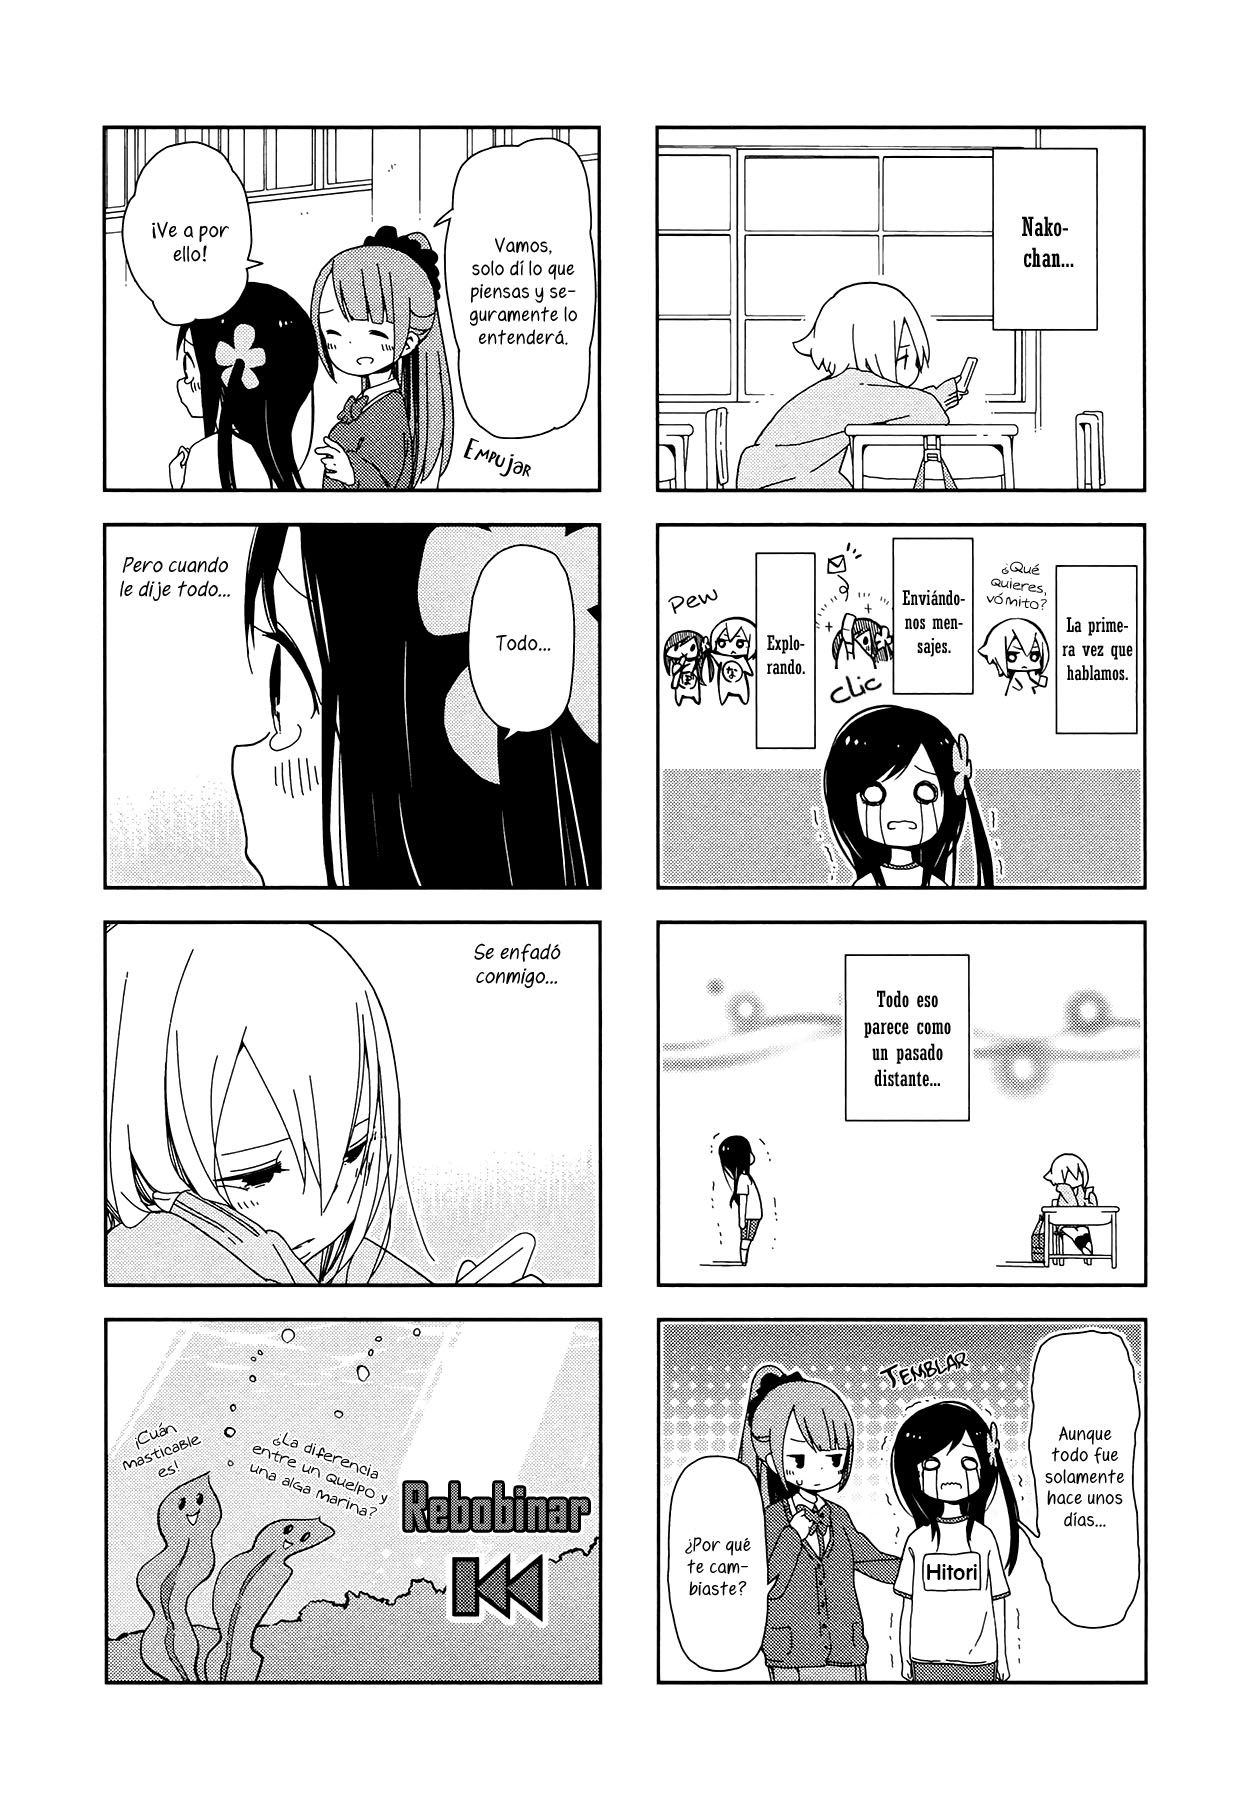 Nako-
chan...
La prime-
ra vez que
hablamos.
¿Qué
quieres,
vómito?
Enviándo-
nos men-
sajes.
clic
Explo-
rando.
Pew
Todo eso
parece como
un pasado
distante...
Aunque
todo fue
solamente
hace unos
días...
Temblar
Hitori
¿Por qué
te cam-
biaste?
Vamos,
solo dí lo que
piensas y se-
guramente lo
entenderá.
Empujar
¡Ve a por
ello!
Todo...
Pero cuando
le dije todo...
Se enfadó
conmigo...
¿La diferencia
entre un quelpo y
una alga marina?
¡Cuán
masticable
es!
Rebobinar